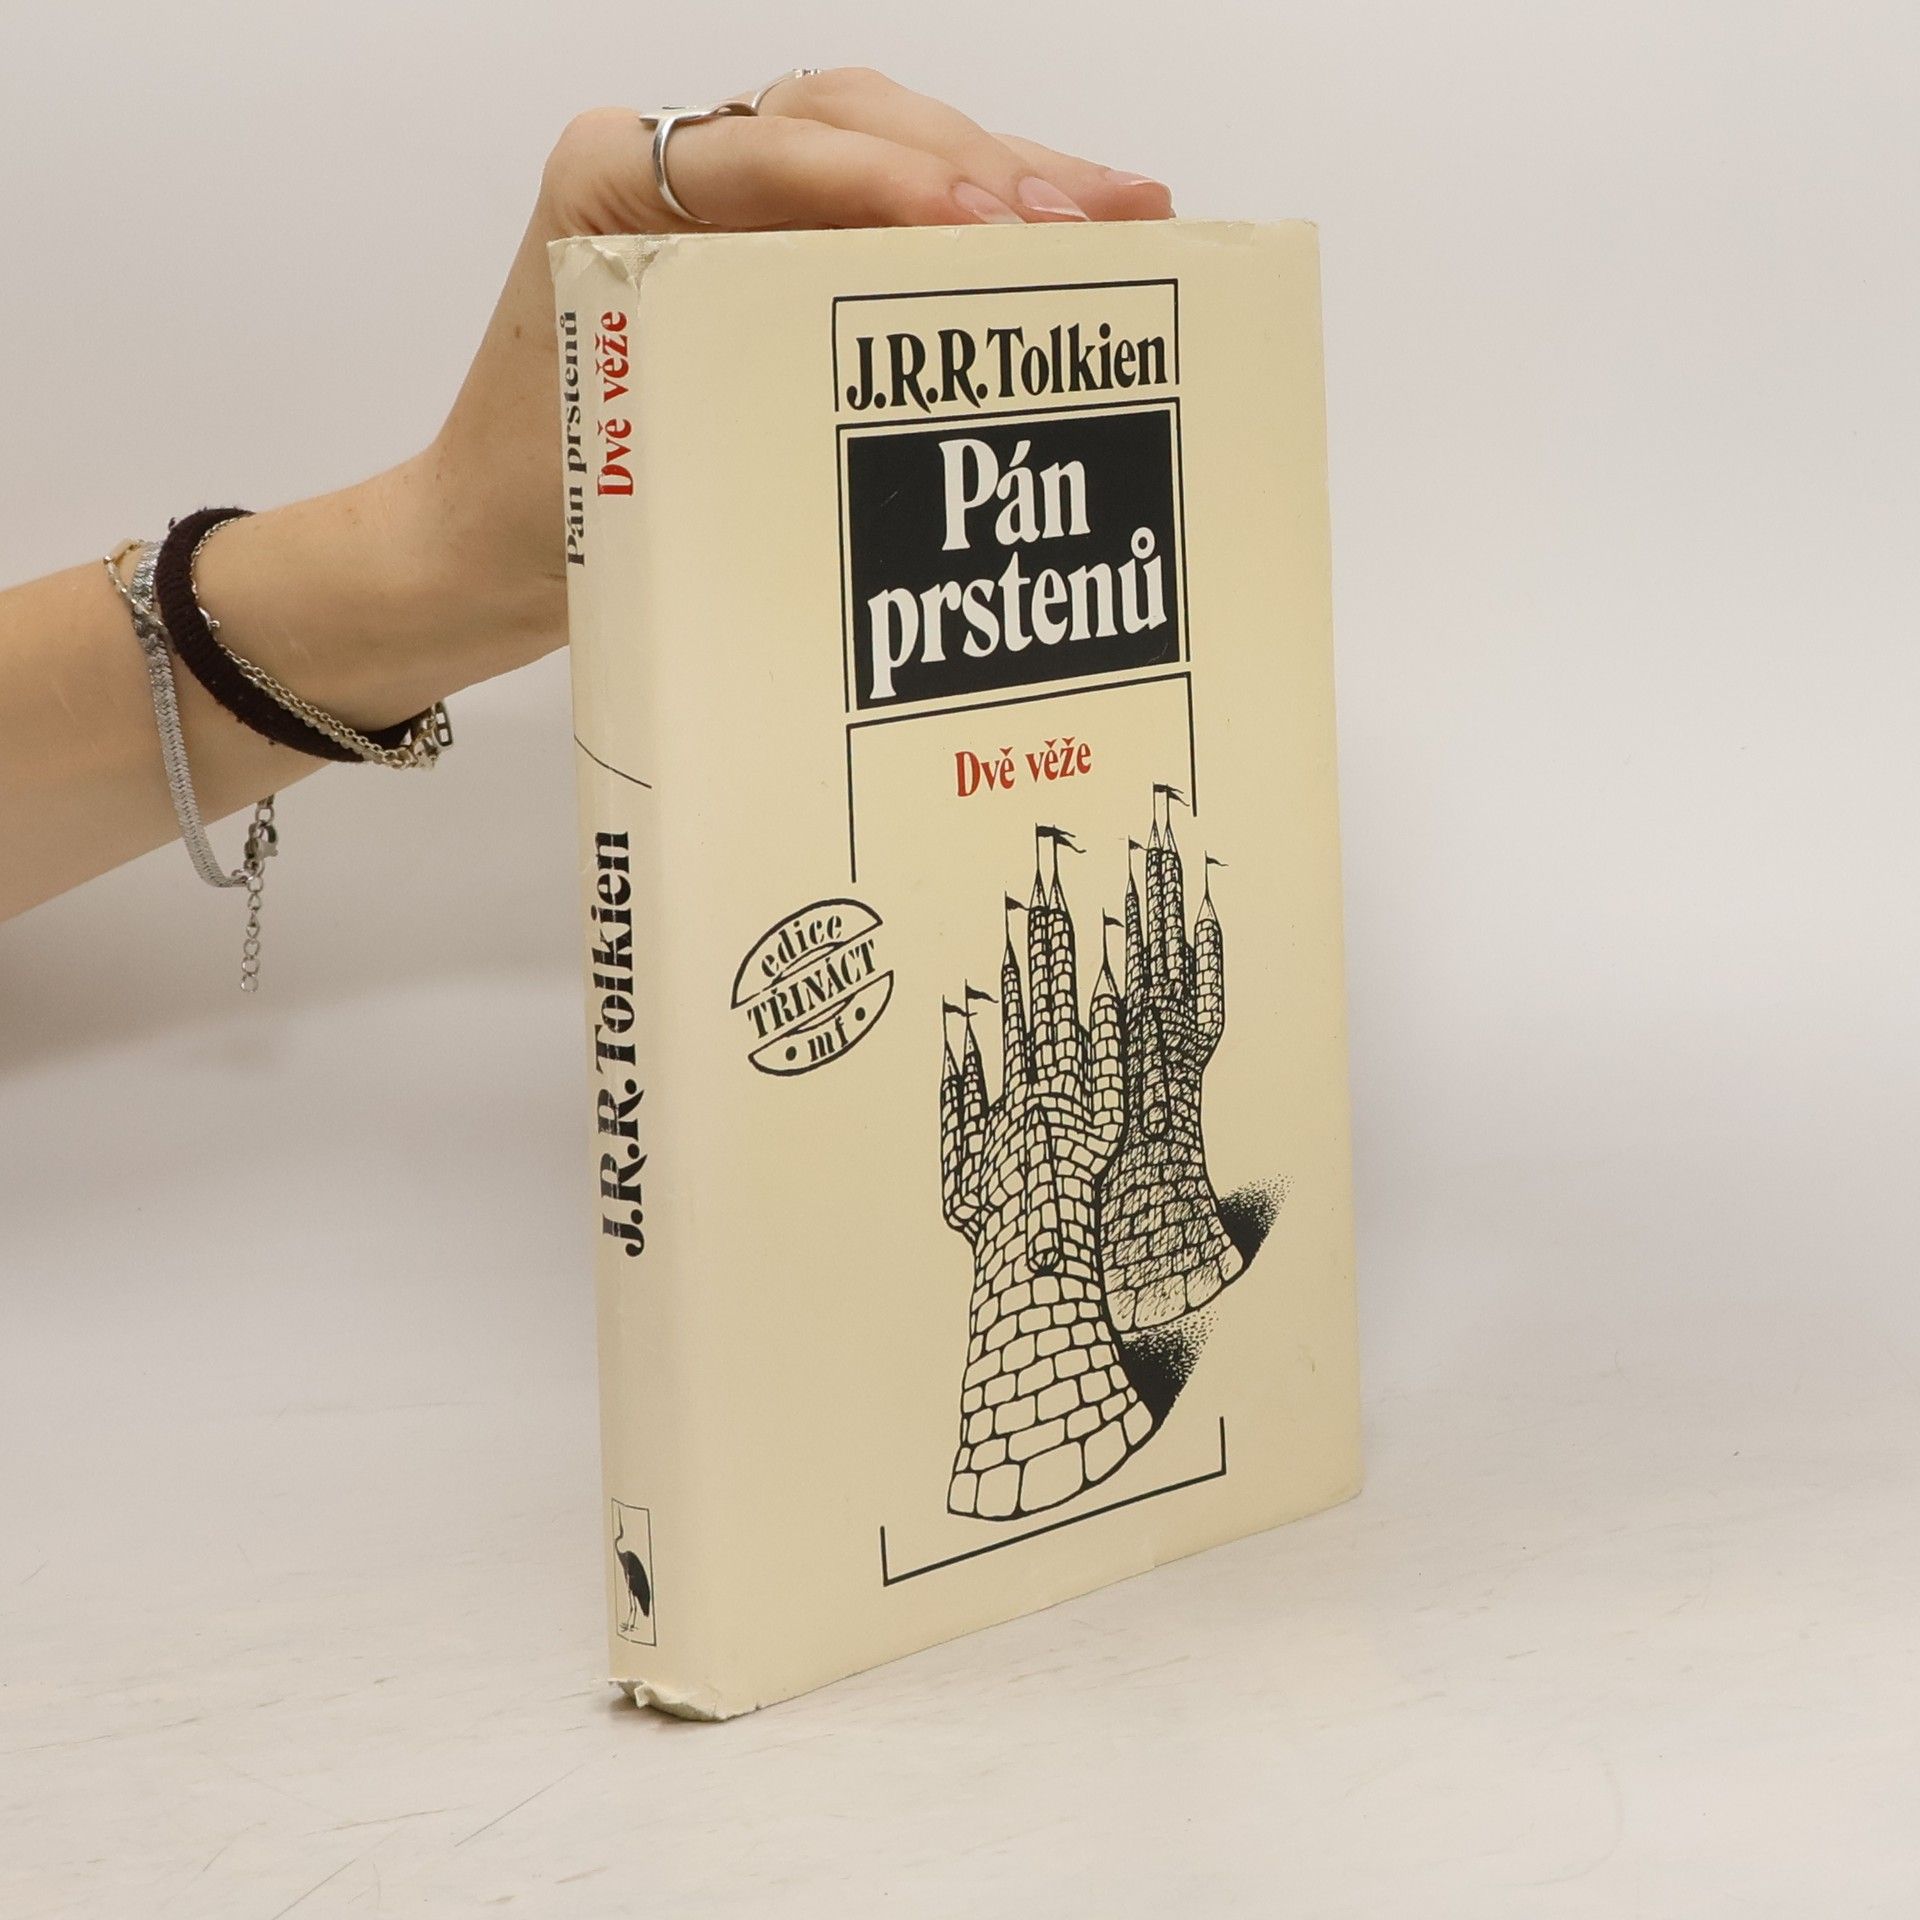 J.R.R.Tolkien
Pán
prstenů
Dvě věže
edice
TŘINÁCT
• mf •
Pán prstenů
Dvě věže
J.R.R.Tolkien